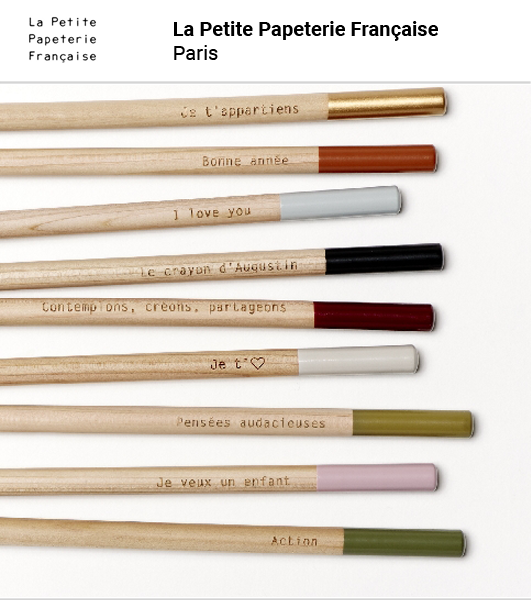 La Petite
Papeterie
Française
La Petite Papeterie Française
Paris
Je t'appartiens
Bonne année
I love you
Le crayon d'Augustin
Contemplons, créons, partageons
Je t'♡
Pensées audacieuses
Je veux un enfant
Action